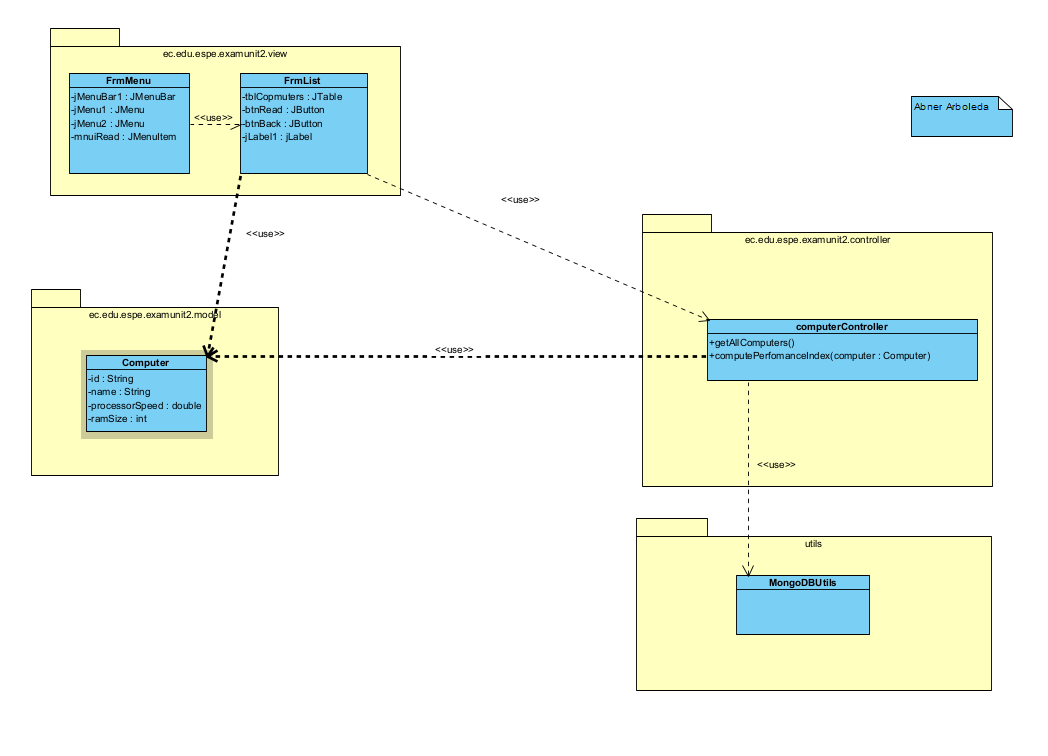 ec.edu.espe.examunit2.view
FrmMenu
-jMenuBar1 : JMenuBar
-jMenu1 : JMenu
-jMenu2 : JMenu
-mnuiRead : JMenuItem
<<use>>
FrmList
-tblCopmuters : JTable
-btnRead : JButton
-btnBack : JButton
-jLabel1 : jLabel
Abner Arboleda
<<use>>
<<use>>
ec.edu.espe.examunit2.controller
computerController
+getAllComputers()
+computePerfomanceIndex(computer : Computer)
ec.edu.espe.examunit2.model
<<use>>
Computer
-id : String
-name : String
-processorSpeed : double
-ramSize : int
<<use>>
utils
MongoDBUtils